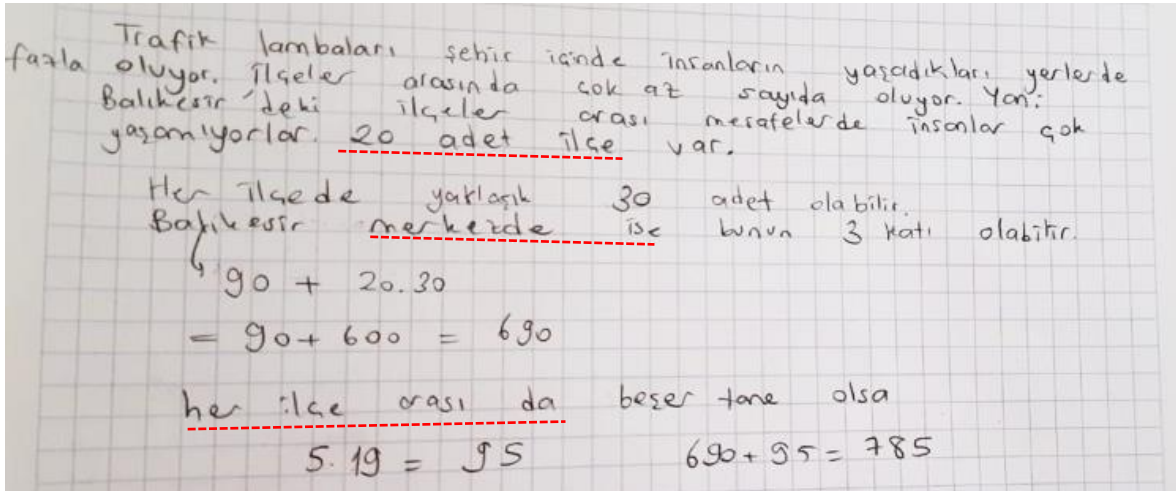 Trafik lambaları şehir içinde insanların yaşadıkları yerlerde
fazla oluyor. İlçeler arasında çok az sayıda oluyor. Yani
Balıkesir'deki ilçeler arası mesafelerde insanlar çok
yaşamıyorlar. 20 adet ilçe var.
Her ilçede yaklaşık 30 adet olabilir.
Balıkesir merkezde ise bunun 3 katı olabilir.
90 + 20.30
= 90 + 600 = 690
her ilçe arası da beşer tane olsa
5.19 = 95 690 + 95 = 785